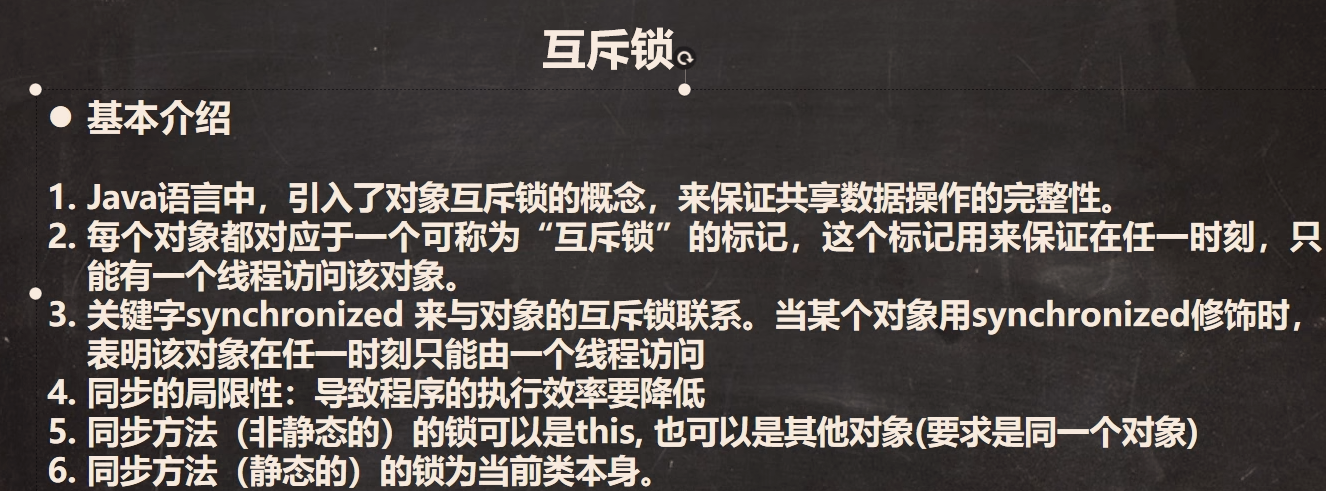 互斥锁
● 基本介绍
1. Java语言中，引入了对象互斥锁的概念，来保证共享数据操作的完整性。
2. 每个对象都对应于一个可称为“互斥锁”的标记，这个标记用来保证在任一时刻，只
能有一个线程访问该对象。
3. 关键字synchronized 来与对象的互斥锁联系。当某个对象用synchronized修饰时，
表明该对象在任一时刻只能由一个线程访问
4. 同步的局限性：导致程序的执行效率要降低
5. 同步方法（非静态的）的锁可以是this, 也可以是其他对象(要求是同一个对象)
6. 同步方法（静态的）的锁为当前类本身。